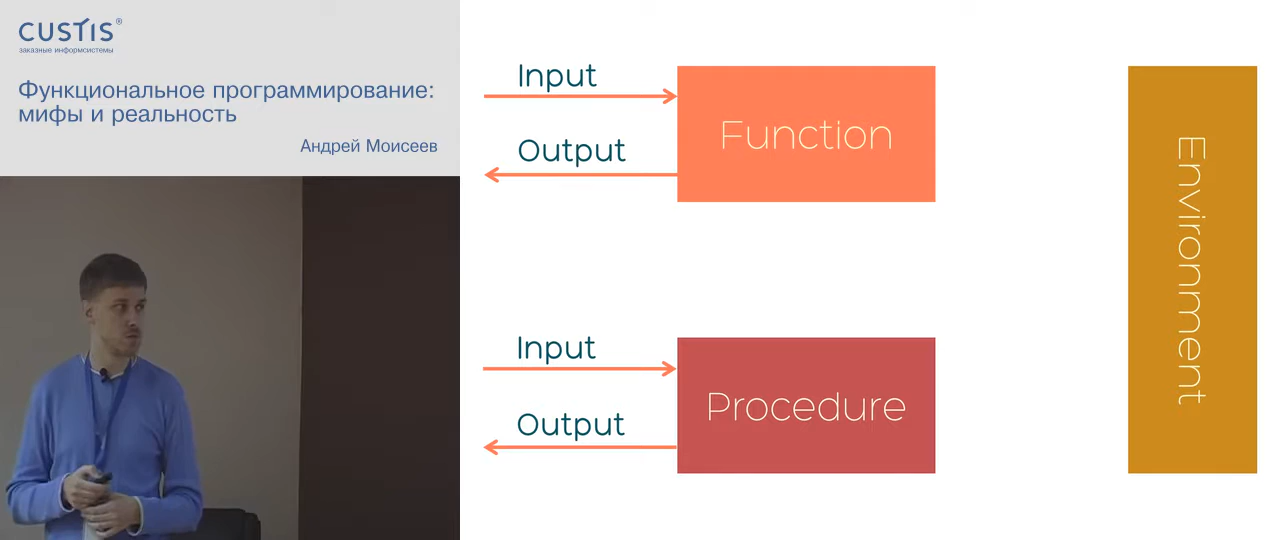 CUSTIS®
заказные информсистемы
Функциональное программирование:
мифы и реальность
Андрей Моисеев
Input
Output
Function
Input
Output
Procedure
Environment